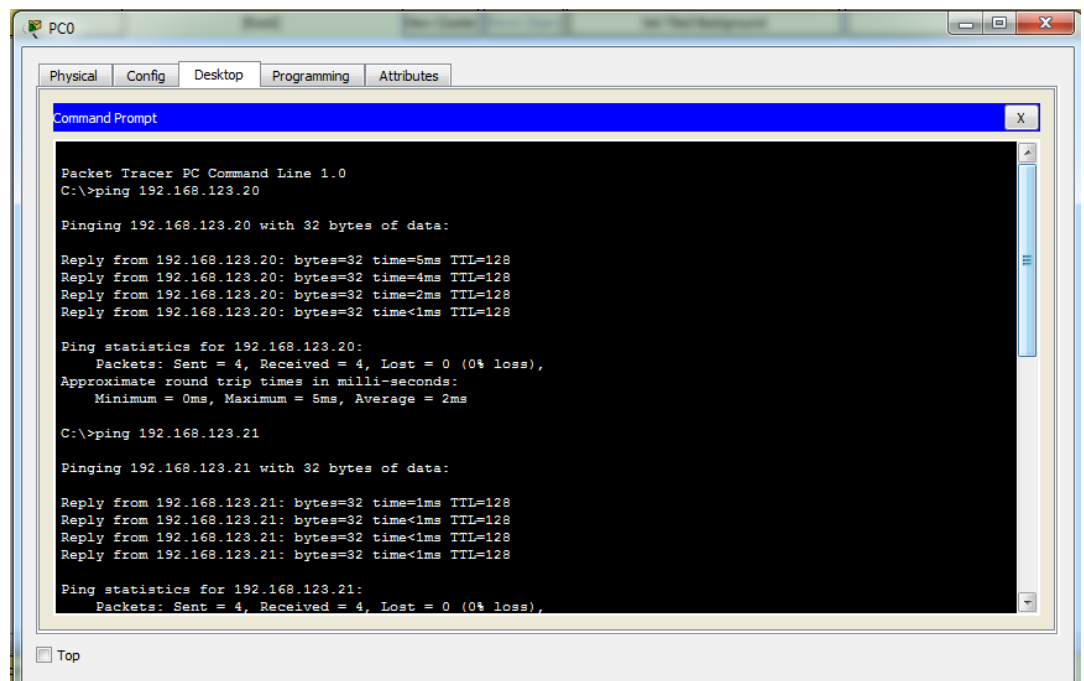 PC0
Physical Config Desktop Programming Attributes
Command Prompt
X
Packet Tracer PC Command Line 1.0
C:\>ping 192.168.123.20
Pinging 192.168.123.20 with 32 bytes of data:
Reply from 192.168.123.20: bytes=32 time=5ms TTL=128
Reply from 192.168.123.20: bytes=32 time=4ms TTL=128
Reply from 192.168.123.20: bytes=32 time=2ms TTL=128
Reply from 192.168.123.20: bytes=32 time<1ms TTL=128
Ping statistics for 192.168.123.20:
Packets: Sent = 4, Received = 4, Lost = 0 (0% loss),
Approximate round trip times in milli-seconds:
Minimum = 0ms, Maximum = 5ms, Average = 2ms
C:\>ping 192.168.123.21
Pinging 192.168.123.21 with 32 bytes of data:
Reply from 192.168.123.21: bytes=32 time=1ms TTL=128
Reply from 192.168.123.21: bytes=32 time<1ms TTL=128
Reply from 192.168.123.21: bytes=32 time<1ms TTL=128
Reply from 192.168.123.21: bytes=32 time<1ms TTL=128
Ping statistics for 192.168.123.21:
Packets: Sent = 4, Received = 4, Lost = 0 (0% loss),
Top